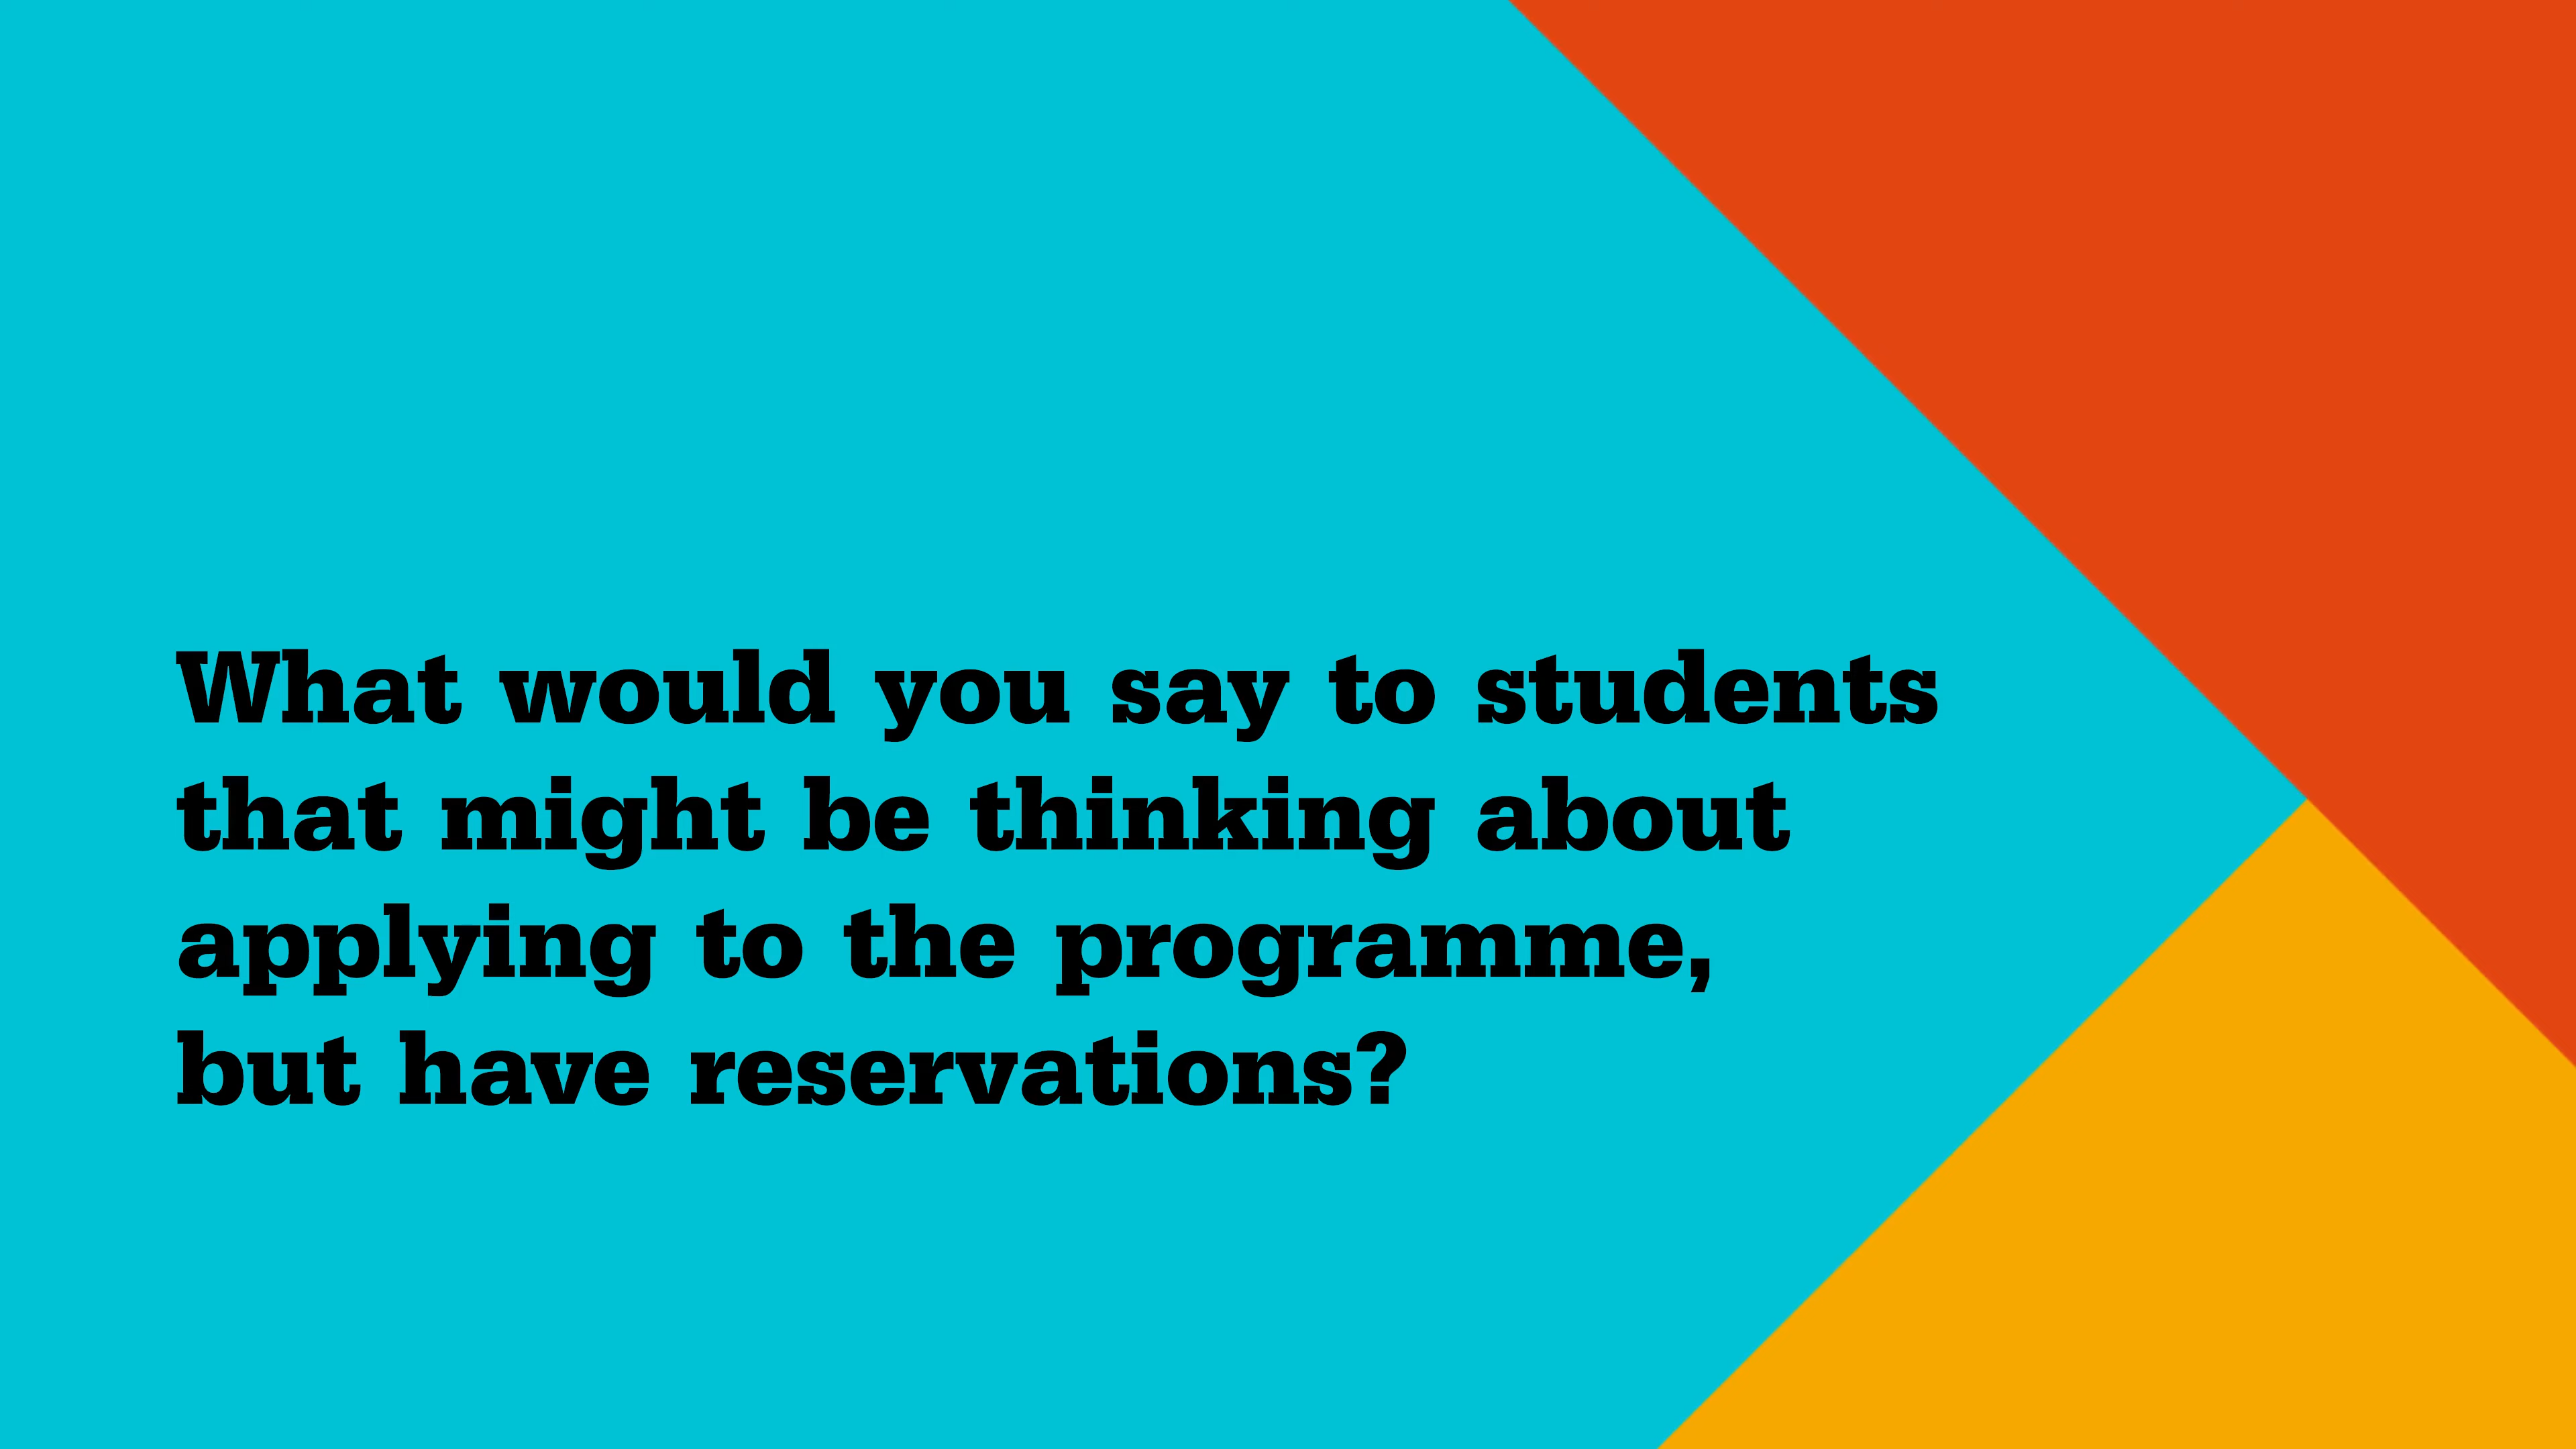 What would you say to students
that might be thinking about
applying to the programme,
but have reservations?